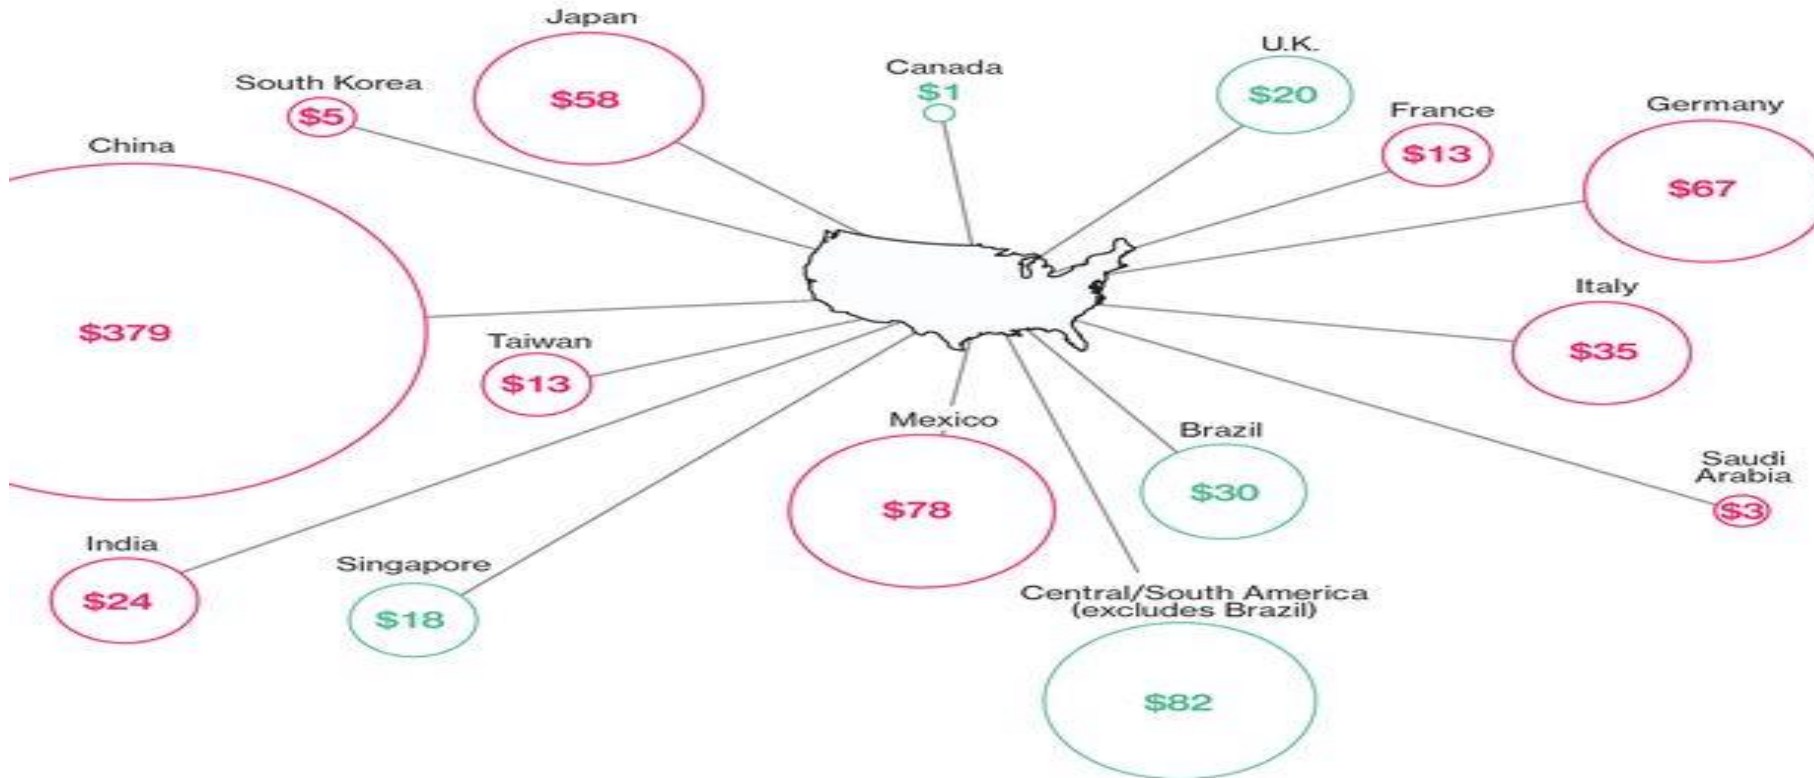 Japan
$58
South Korea
$5
Canada
$1
U.K.
$20
France
$13
Germany
$67
China
$379
Taiwan
$13
Italy
$35
Mexico
$78
Brazil
$30
Saudi
Arabia
$3
India
$24
Singapore
$18
Central/South America
(excludes Brazil)
$82